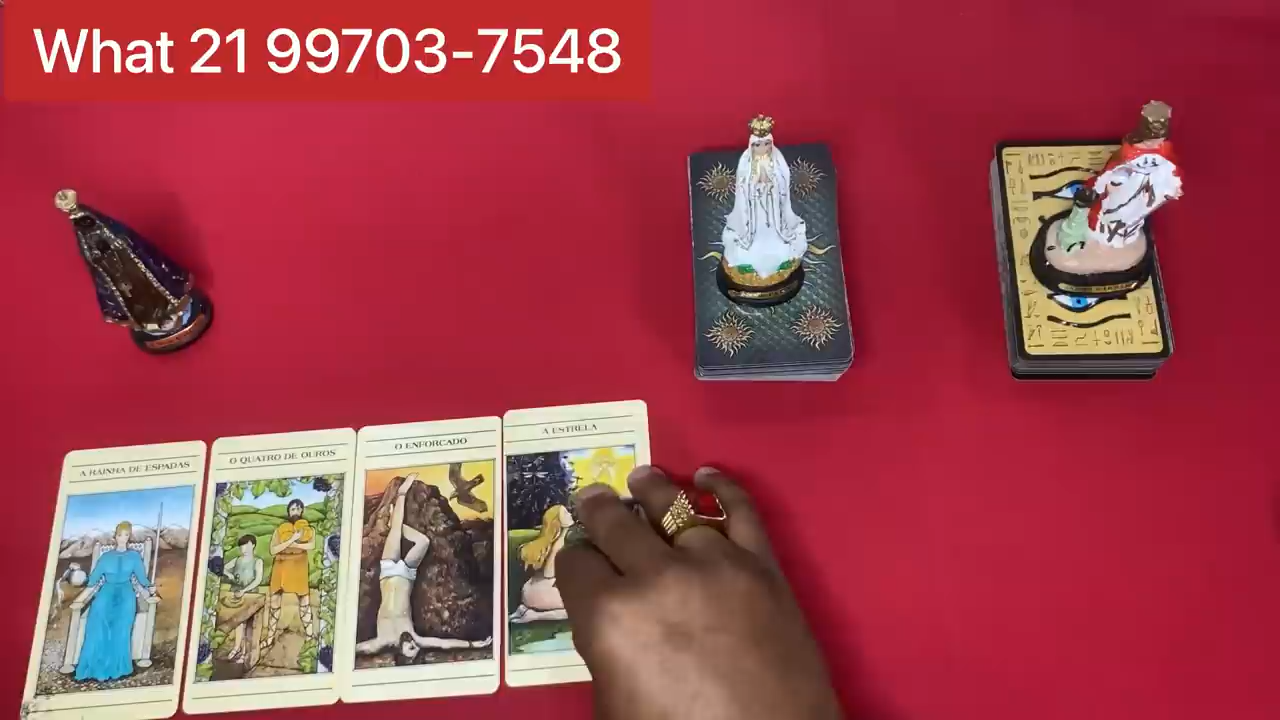 What 21 99703-7548
A RAINHA DE ESPADAS
O QUATRO DE OUROS
O ENFORCADO
A ESTRELA